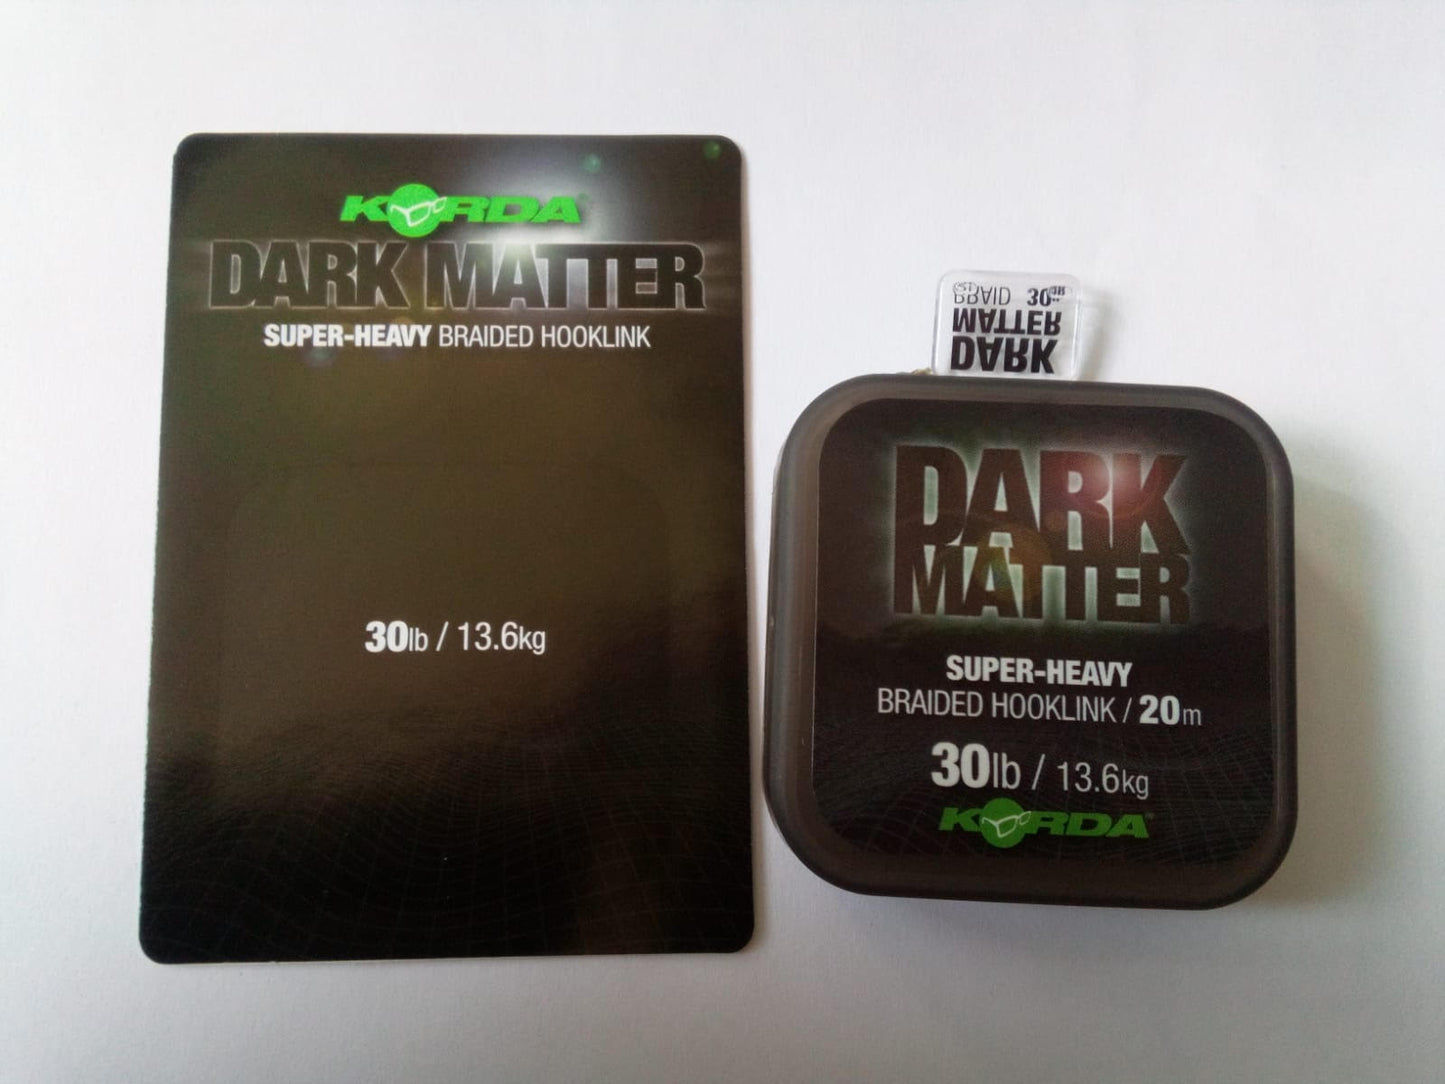 KORDA
DARK MATTER
SUPER-HEAVY BRAIDED HOOKLINK
30lb / 13.6kg
BRAID 30
MATTER
DARK
DARK
MATTER
SUPER-HEAVY
BRAIDED HOOKLINK / 20m
30lb / 13.6kg
KORDA